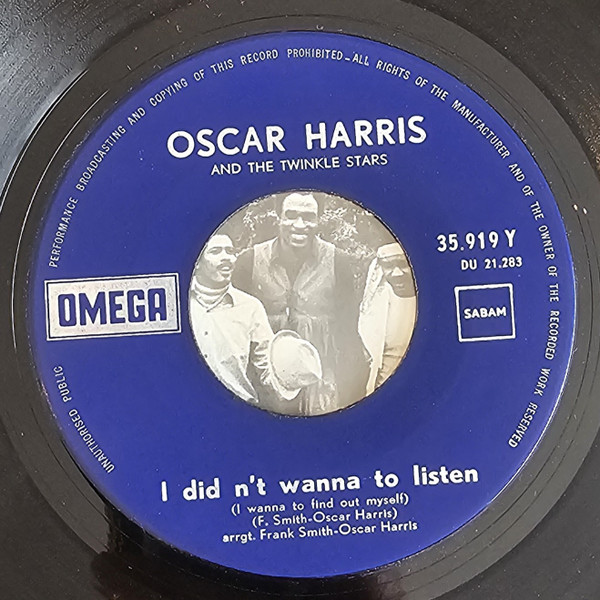 PERFORMANCE BROADCASTING AND COPYING OF THIS RECORD PROHIBITED_ALL RIGHTS OF THE MANUFACTURER AND OF THE OWNER OF THE RECORDED WORK RESERVED
OSCAR HARRIS
AND THE TWINKLE STARS
35.919 Y
DU 21.283
OMEGA
SABAM
UNAUTHORISED PUBLIC
I did n't wanna to listen
(I wanna to find out myself)
(F. Smith-Oscar Harris)
arrgt. Frank Smith-Oscar Harris